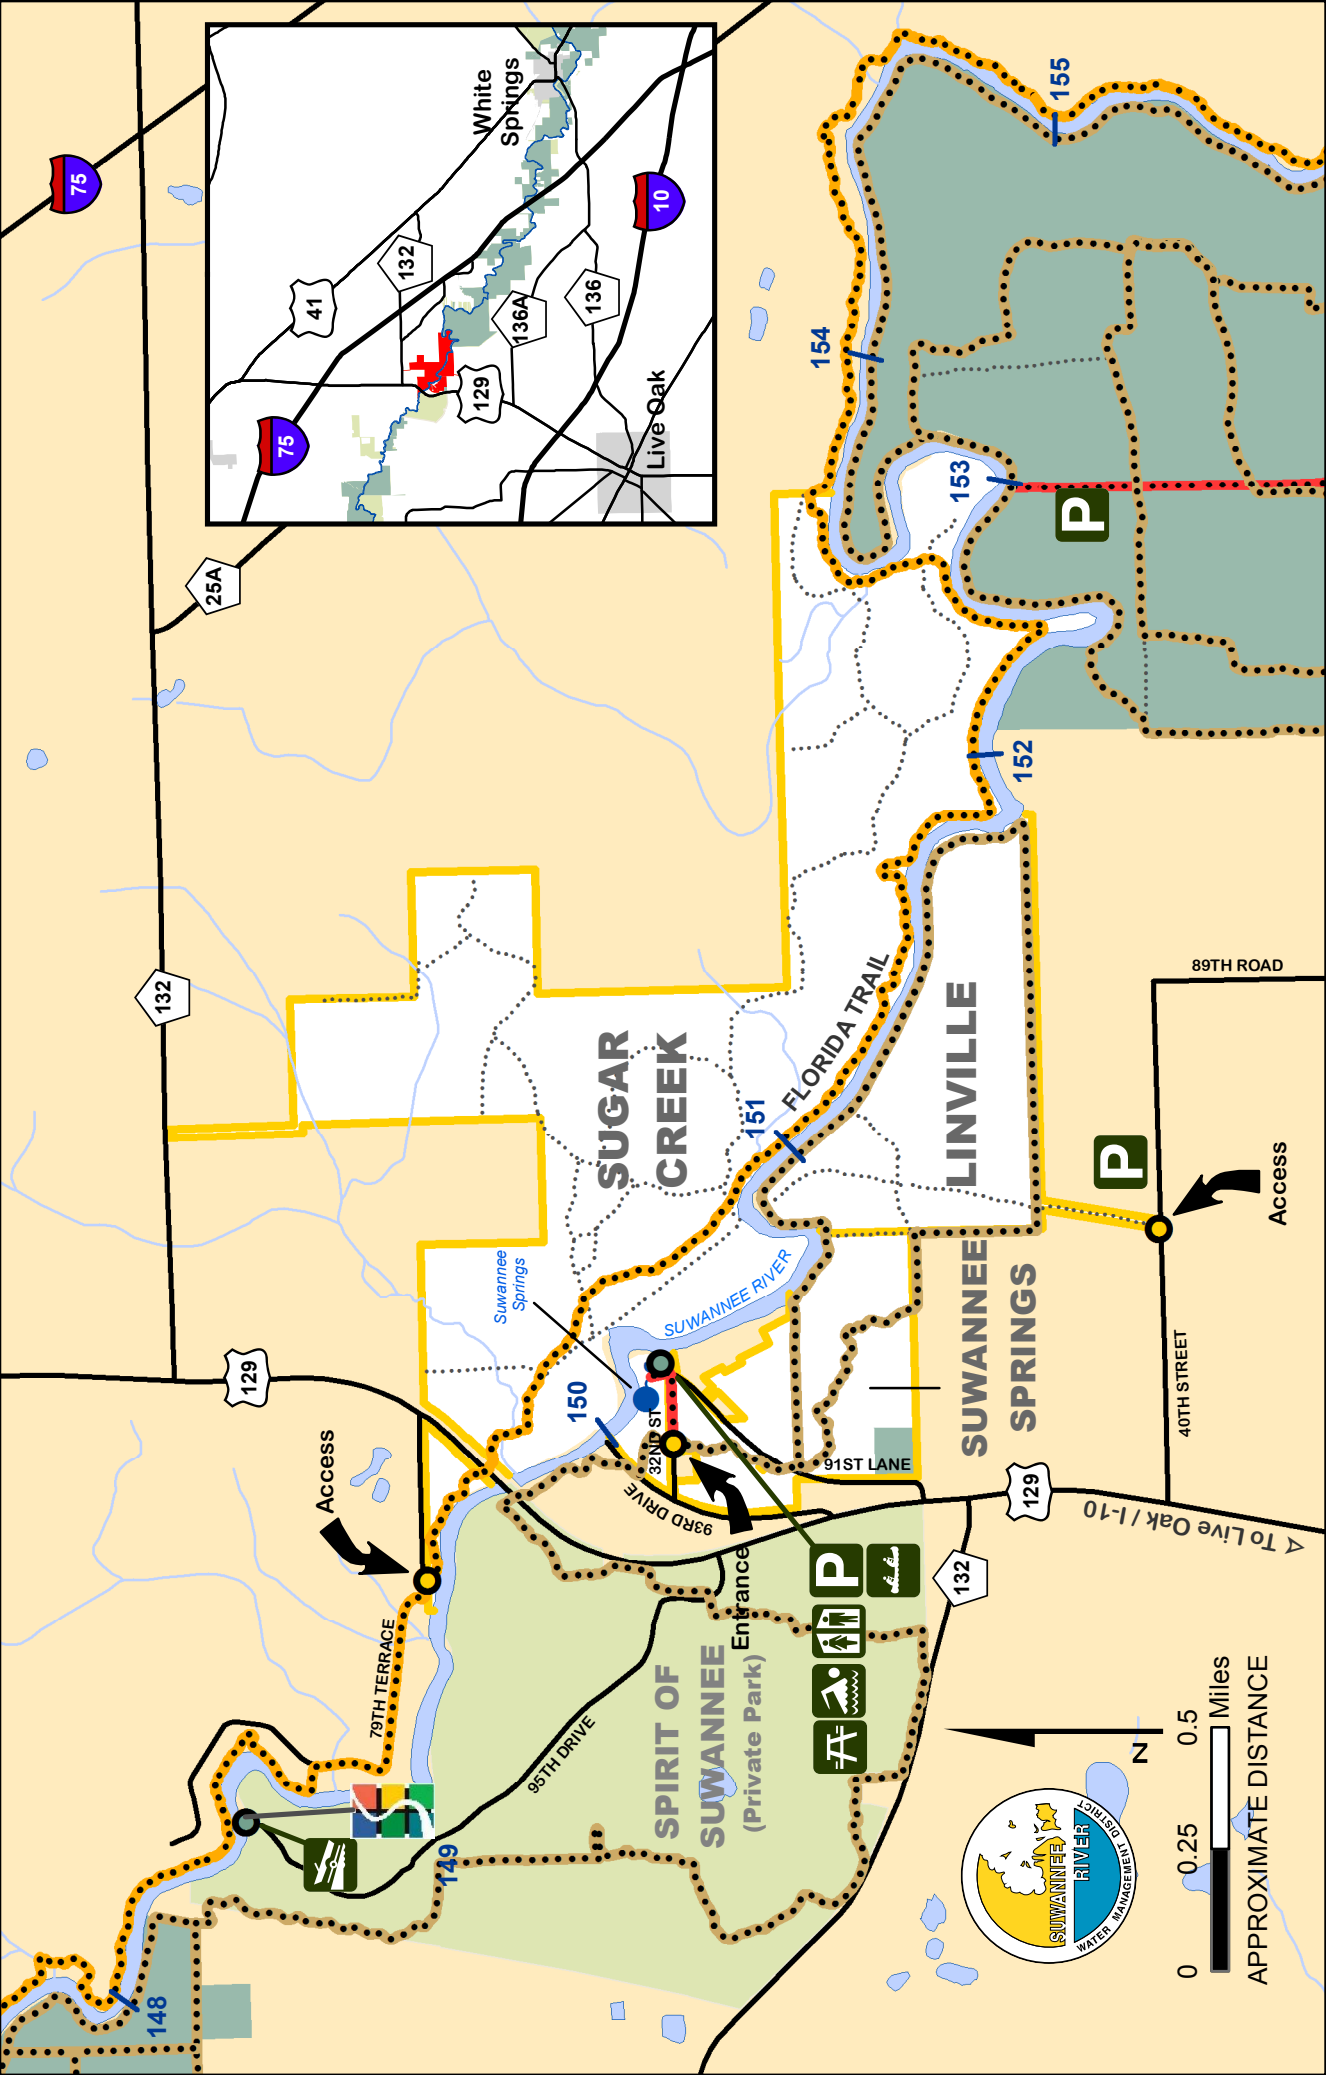 75
41
132
75
White
Springs
10
136A
136
129
Live Oak
25A
132
129
155
154
153
152
151
150
149
148
SUGAR
CREEK
FLORIDA TRAIL
LINVILLE
SUWANNEE
SPRINGS
Suwannee
Springs
SUWANNEE RIVER
32ND ST
93RD DRIVE
91ST LANE
Access
79TH TERRACE
95TH DRIVE
SPIRIT OF
SUWANNEE
(Private Park)
Entrance
P
P
P
89TH ROAD
40TH STREET
Access
129
132
To Live Oak / I-10
N
SUWANNEE
RIVER
WATER MANAGEMENT DISTRICT
0 0.25 0.5
Miles
APPROXIMATE DISTANCE